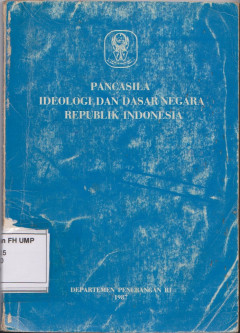 PANCASILA
IDEOLOGI DAN DASAR NEGARA
REPUBLIK INDONESIA
n FH UMP
DEPARTEMEN PENERANGAN RI
1987